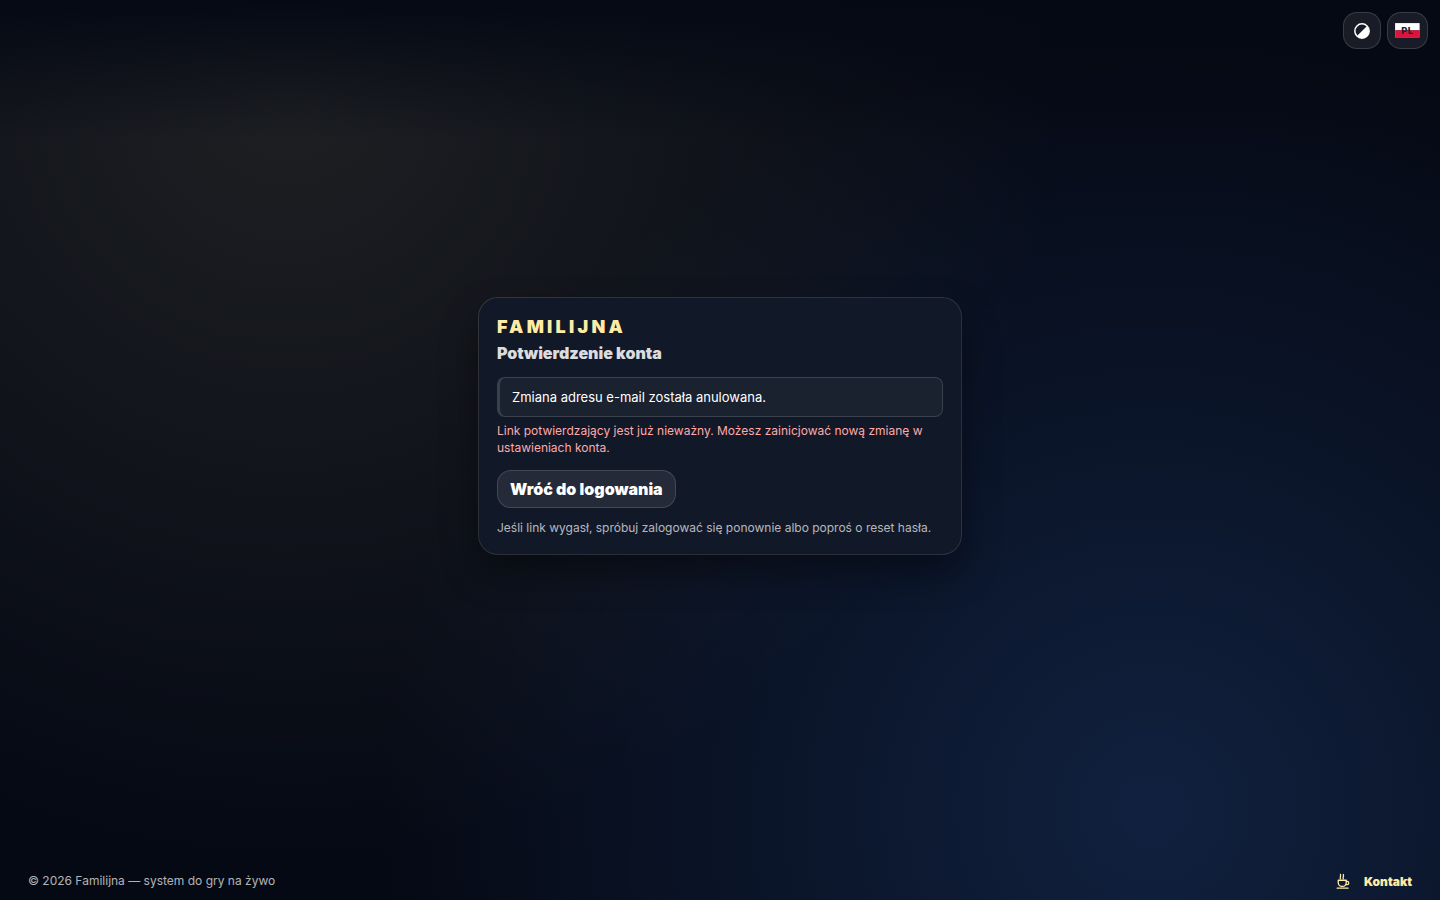 PL
FAMILIJNA
Potwierdzenie konta
Zmiana adresu e-mail została anulowana.
Link potwierdzający jest już nieważny. Możesz zainicjować nową zmianę w
ustawieniach konta.
Wróć do logowania
Jeśli link wygasł, spróbuj zalogować się ponownie albo poproś o reset hasła.
© 2026 Familijna — system do gry na żywo
Kontakt